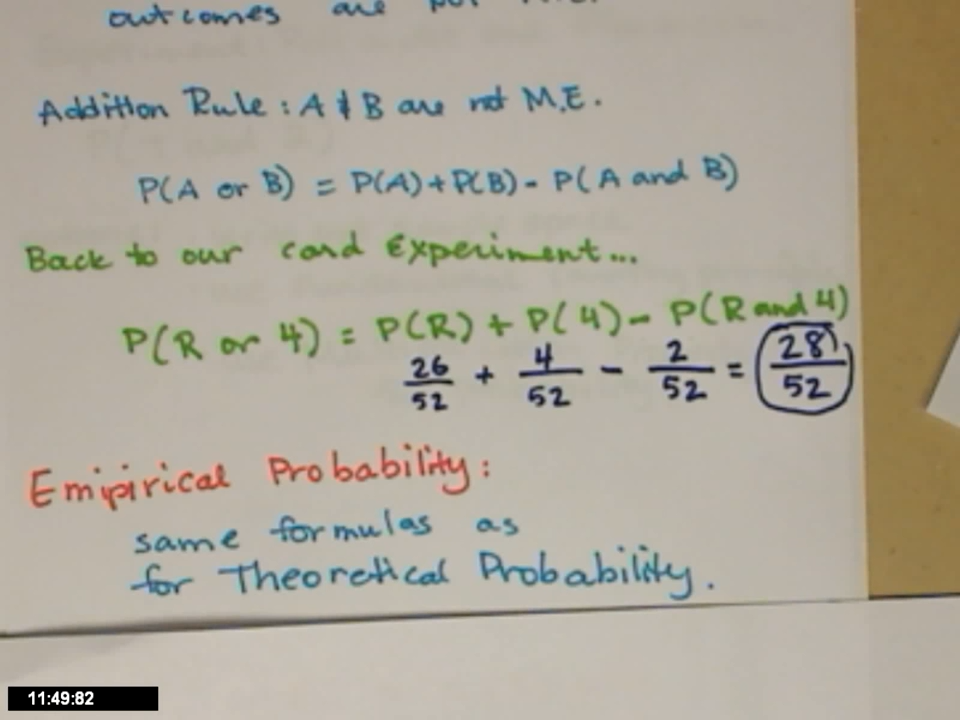 outcomes are not M.E.
Addition Rule: A & B are not M.E.
P(A or B) = P(A)+P(B)- P(A and B)
Back to our card Experiment...
P(R or 4) = P(R) + P(4) - P(R and 4)
26/52 + 4/52 - 2/52 = 28/52
Emipirical Probability:
same formulas as
for Theoretical Probability.
11:49:82